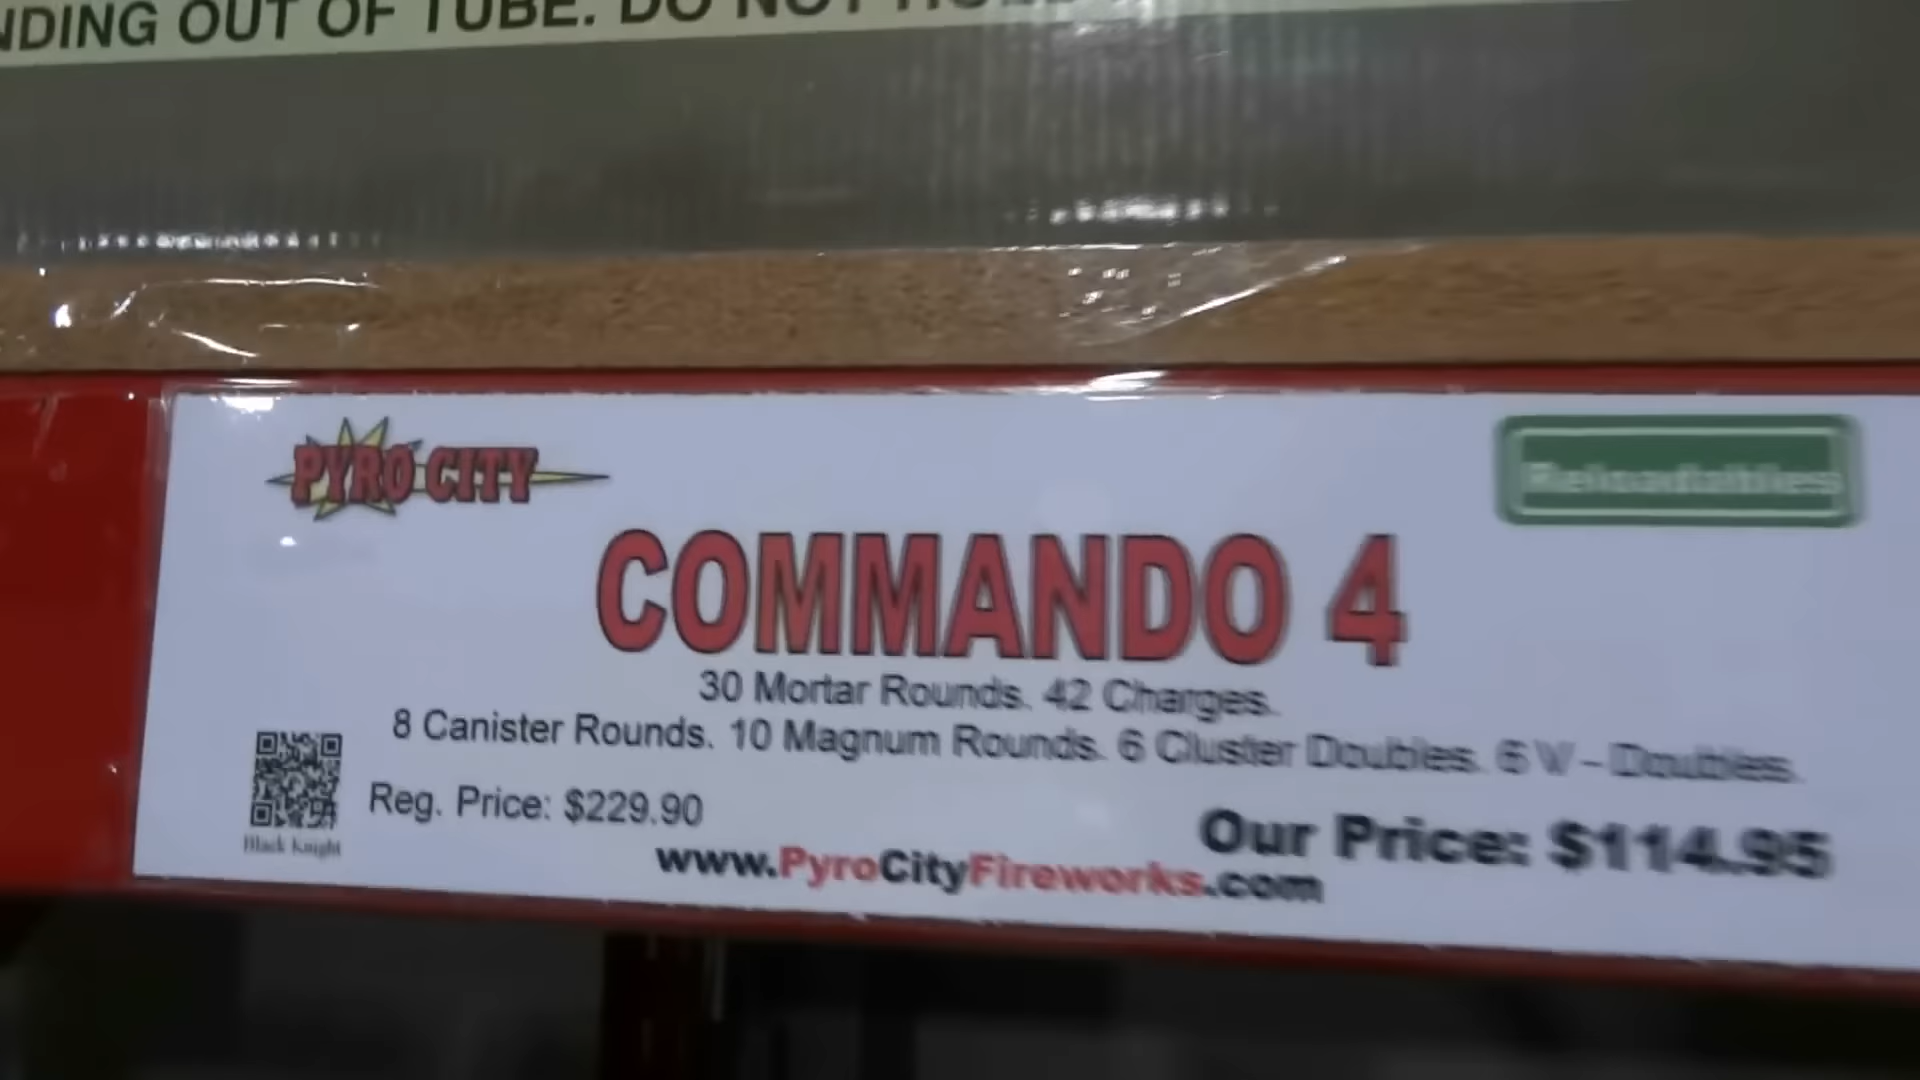 NDING OUT OF TUBE. DO NOT HOLD
PYRO CITY
Reloadables
COMMANDO 4
30 Mortar Rounds. 42 Charges.
8 Canister Rounds. 10 Magnum Rounds. 6 Cluster Doubles. 6 V - Doubles.
Reg. Price: $229.90
Our Price: $114.95
Black Knight
www.PyroCityFireworks.com